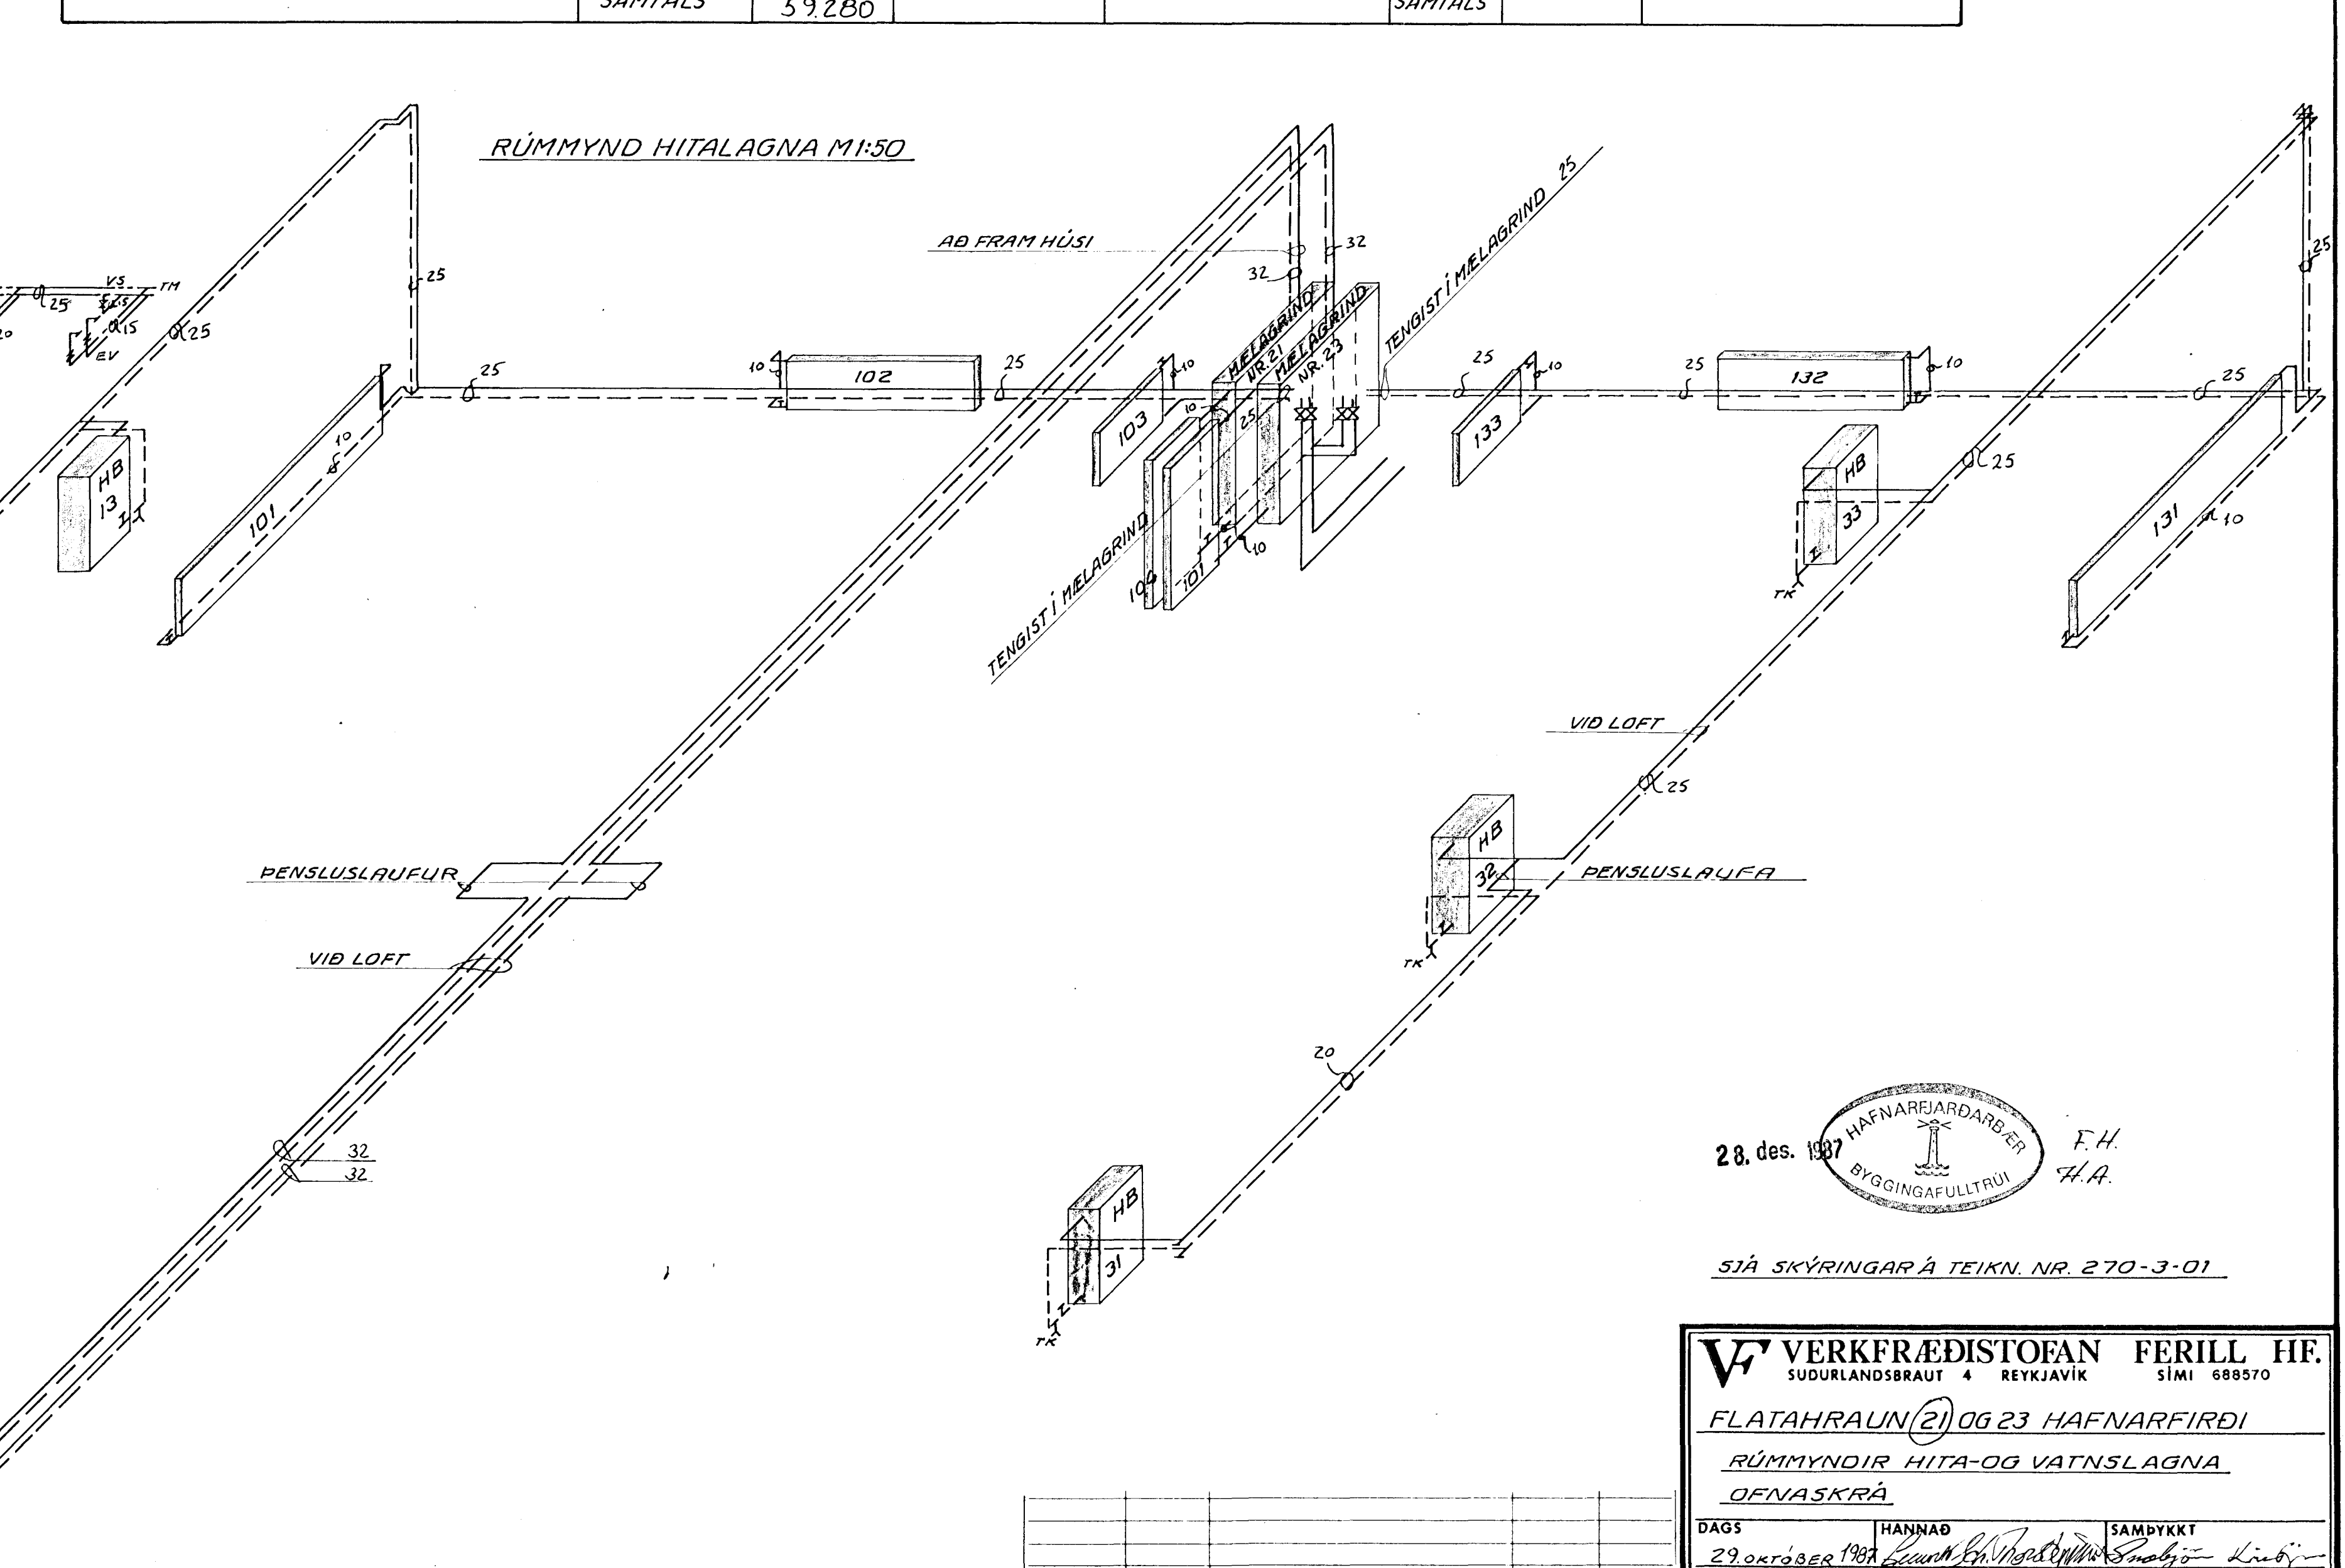 SAMTALS 59.280 SAMTALS
RÚMMYND HITALAGNA M1:50
AÐ FRAM HÚSI
32
32
25
25
TENGIST Í MÆLAGRIND 25
VS
TM
25
15
EV
25
25
10
102
25
10
MÆLAGRIND
NR. 21
MÆLAGRIND
NR. 23
25
10
25
132
10
25
HB
13
10
101
103
10
25
133
HB
33
TK
25
131
10
TENGIST Í MÆLAGRIND
104
101
10
VIÐ LOFT
25
HB
32
TK
ÞENSLUSLAUFUR
ÞENSLUSLAUFA
VIÐ LOFT
20
32
32
HB
31
TK
28. des. 1987
HAFNARFJARÐARBÆR
BYGGINGAFULLTRÚI
F.H.
H.A.
SJÁ SKÝRINGAR Á TEIKN. NR. 270-3-01
VF VERKFRÆÐISTOFAN FERILL HF.
SUÐURLANDSBRAUT 4 REYKJAVÍK SÍMI 688570
FLATAHRAUN 21 OG 23 HAFNARFIRÐI
RÚMMYNDIR HITA-OG VATNSLAGNA
OFNASKRÁ
DAGS HANNAÐ SAMÞYKKT
29. OKTÓBER 1987